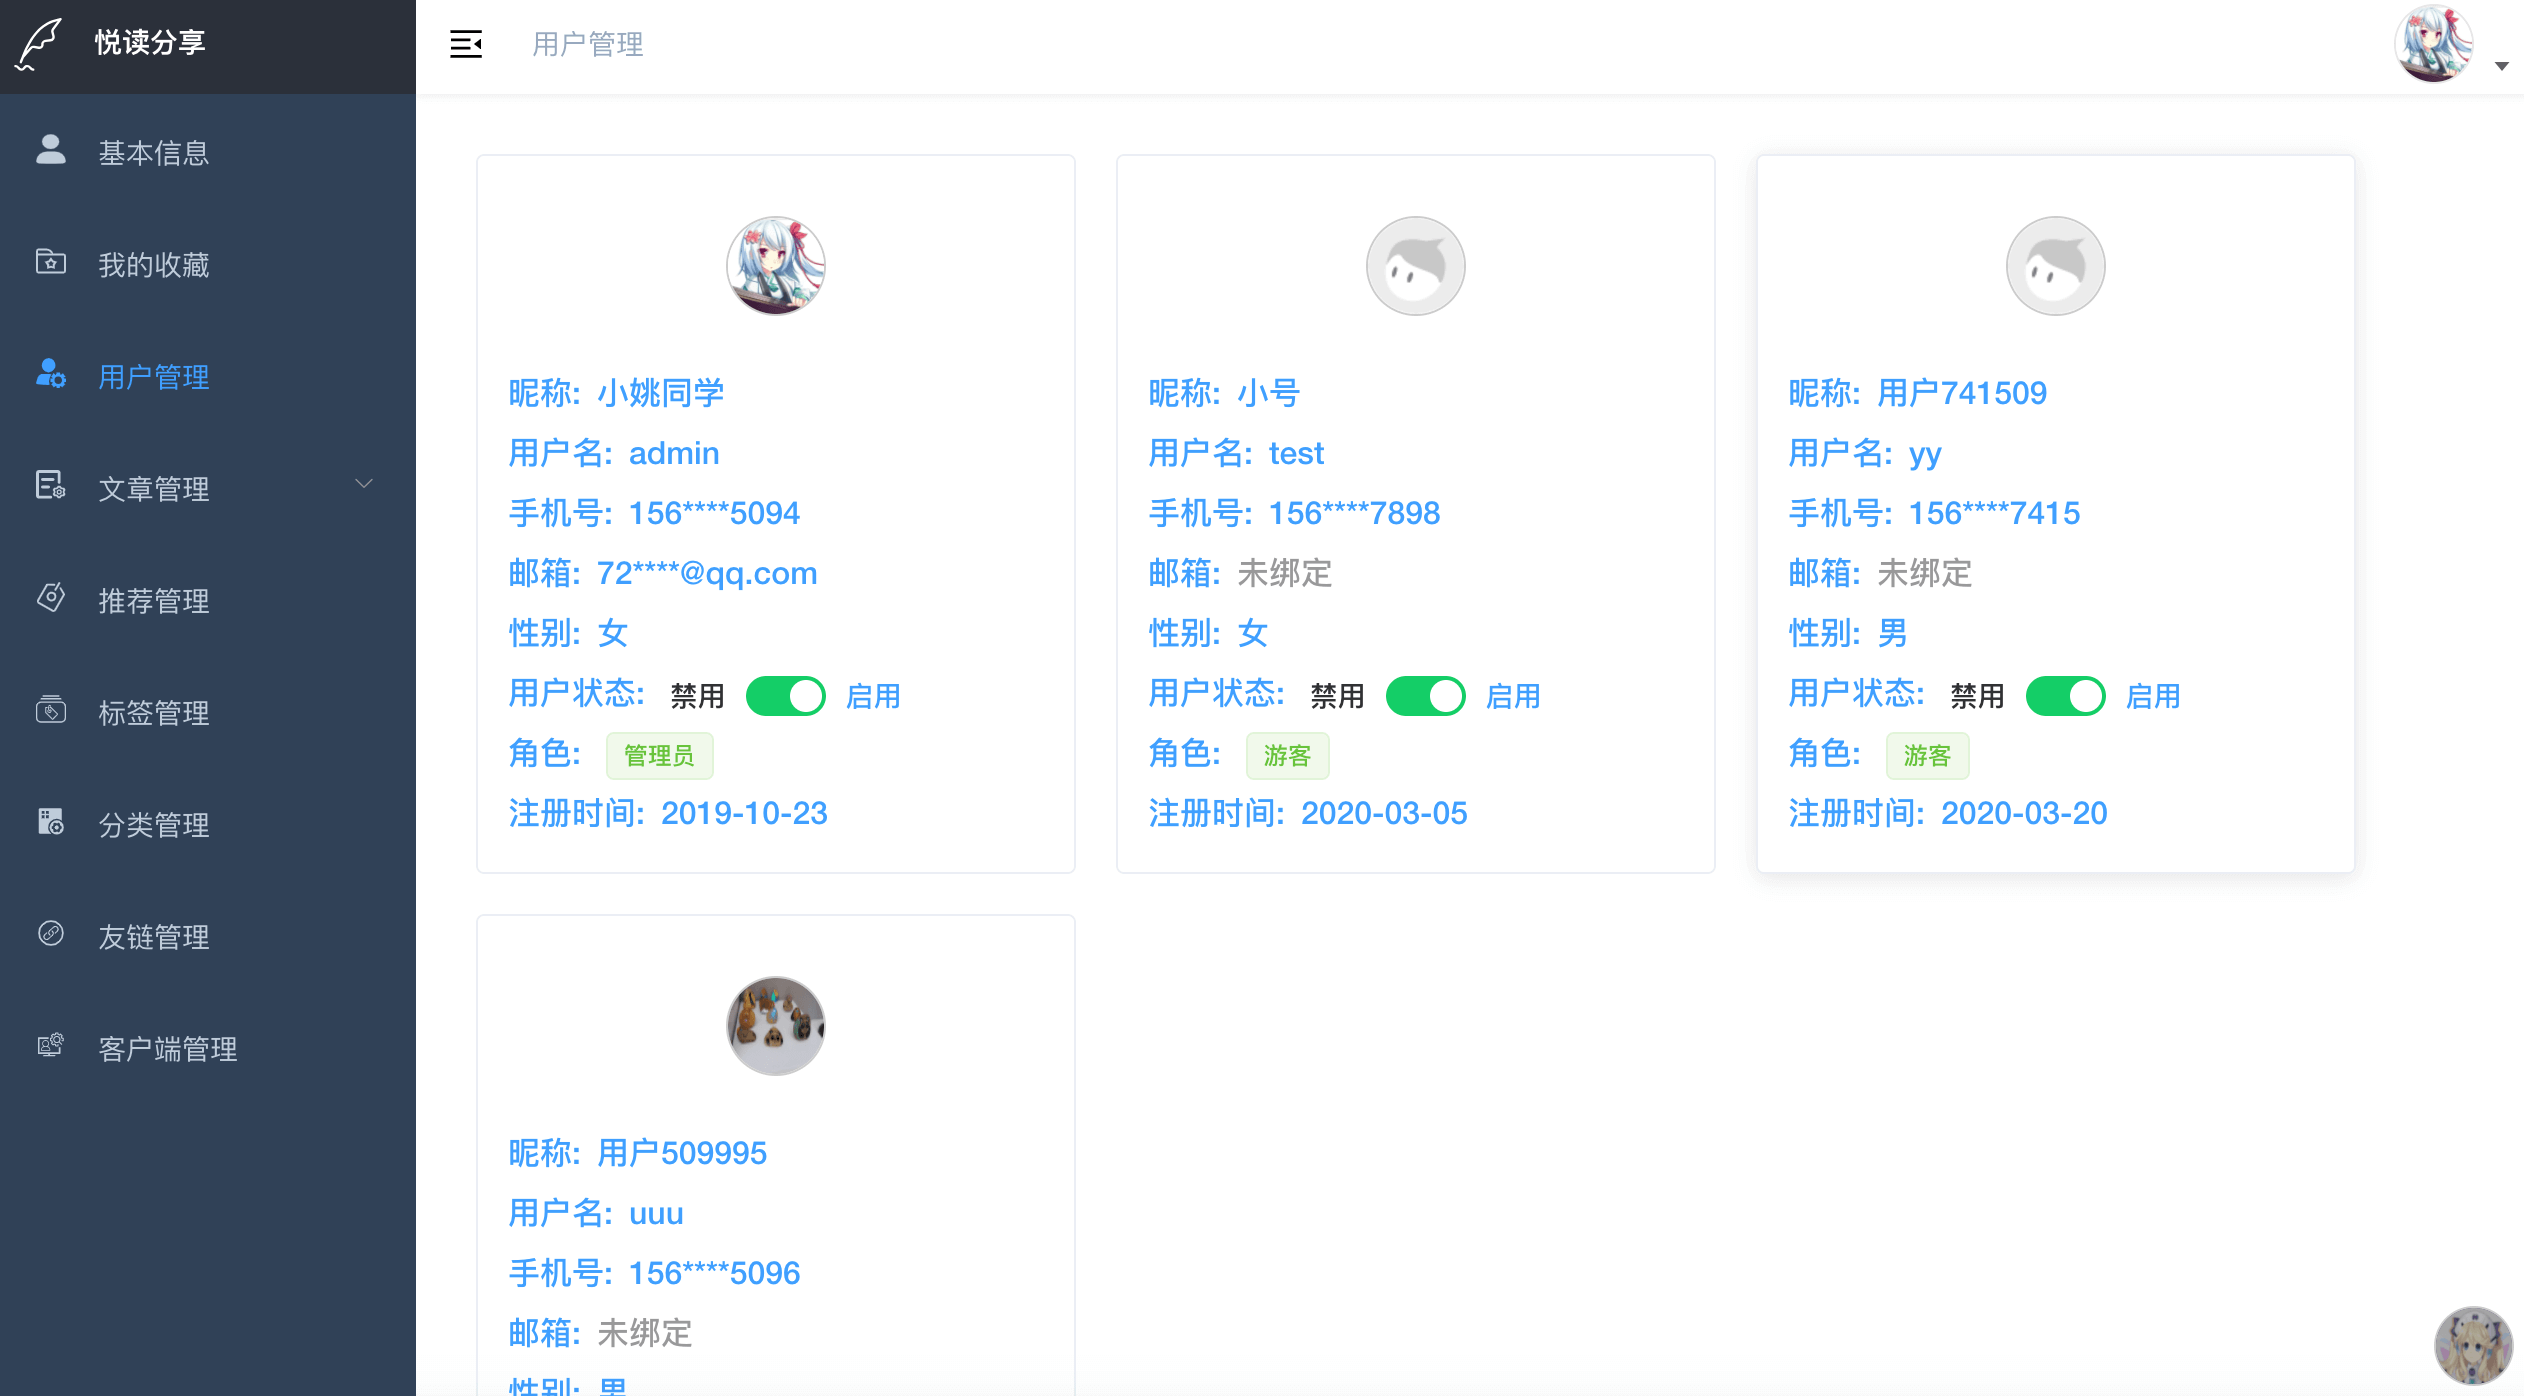 悦读分享
用户管理
基本信息
我的收藏
用户管理
文章管理
推荐管理
标签管理
分类管理
友链管理
客户端管理
昵称: 小姚同学
用户名: admin
手机号: 156****5094
邮箱: 72****@qq.com
性别: 女
用户状态: 禁用 启用
角色: 管理员
注册时间: 2019-10-23
昵称: 小号
用户名: test
手机号: 156****7898
邮箱: 未绑定
性别: 女
用户状态: 禁用 启用
角色: 游客
注册时间: 2020-03-05
昵称: 用户741509
用户名: yy
手机号: 156****7415
邮箱: 未绑定
性别: 男
用户状态: 禁用 启用
角色: 游客
注册时间: 2020-03-20
昵称: 用户509995
用户名: uuu
手机号: 156****5096
邮箱: 未绑定
性别: 男